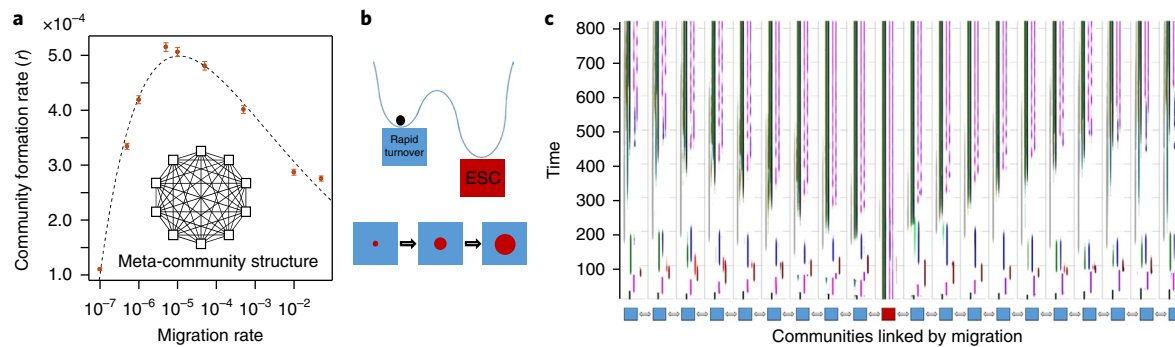 a
×10⁻⁴
5.0
4.0
3.0
2.0
1.0
Community formation rate (r)
Meta-community structure
10⁻⁷ 10⁻⁶ 10⁻⁵ 10⁻⁴ 10⁻³ 10⁻²
Migration rate
b
Rapid
turnover
ESC
c
800
700
600
500
400
300
200
100
Time
Communities linked by migration